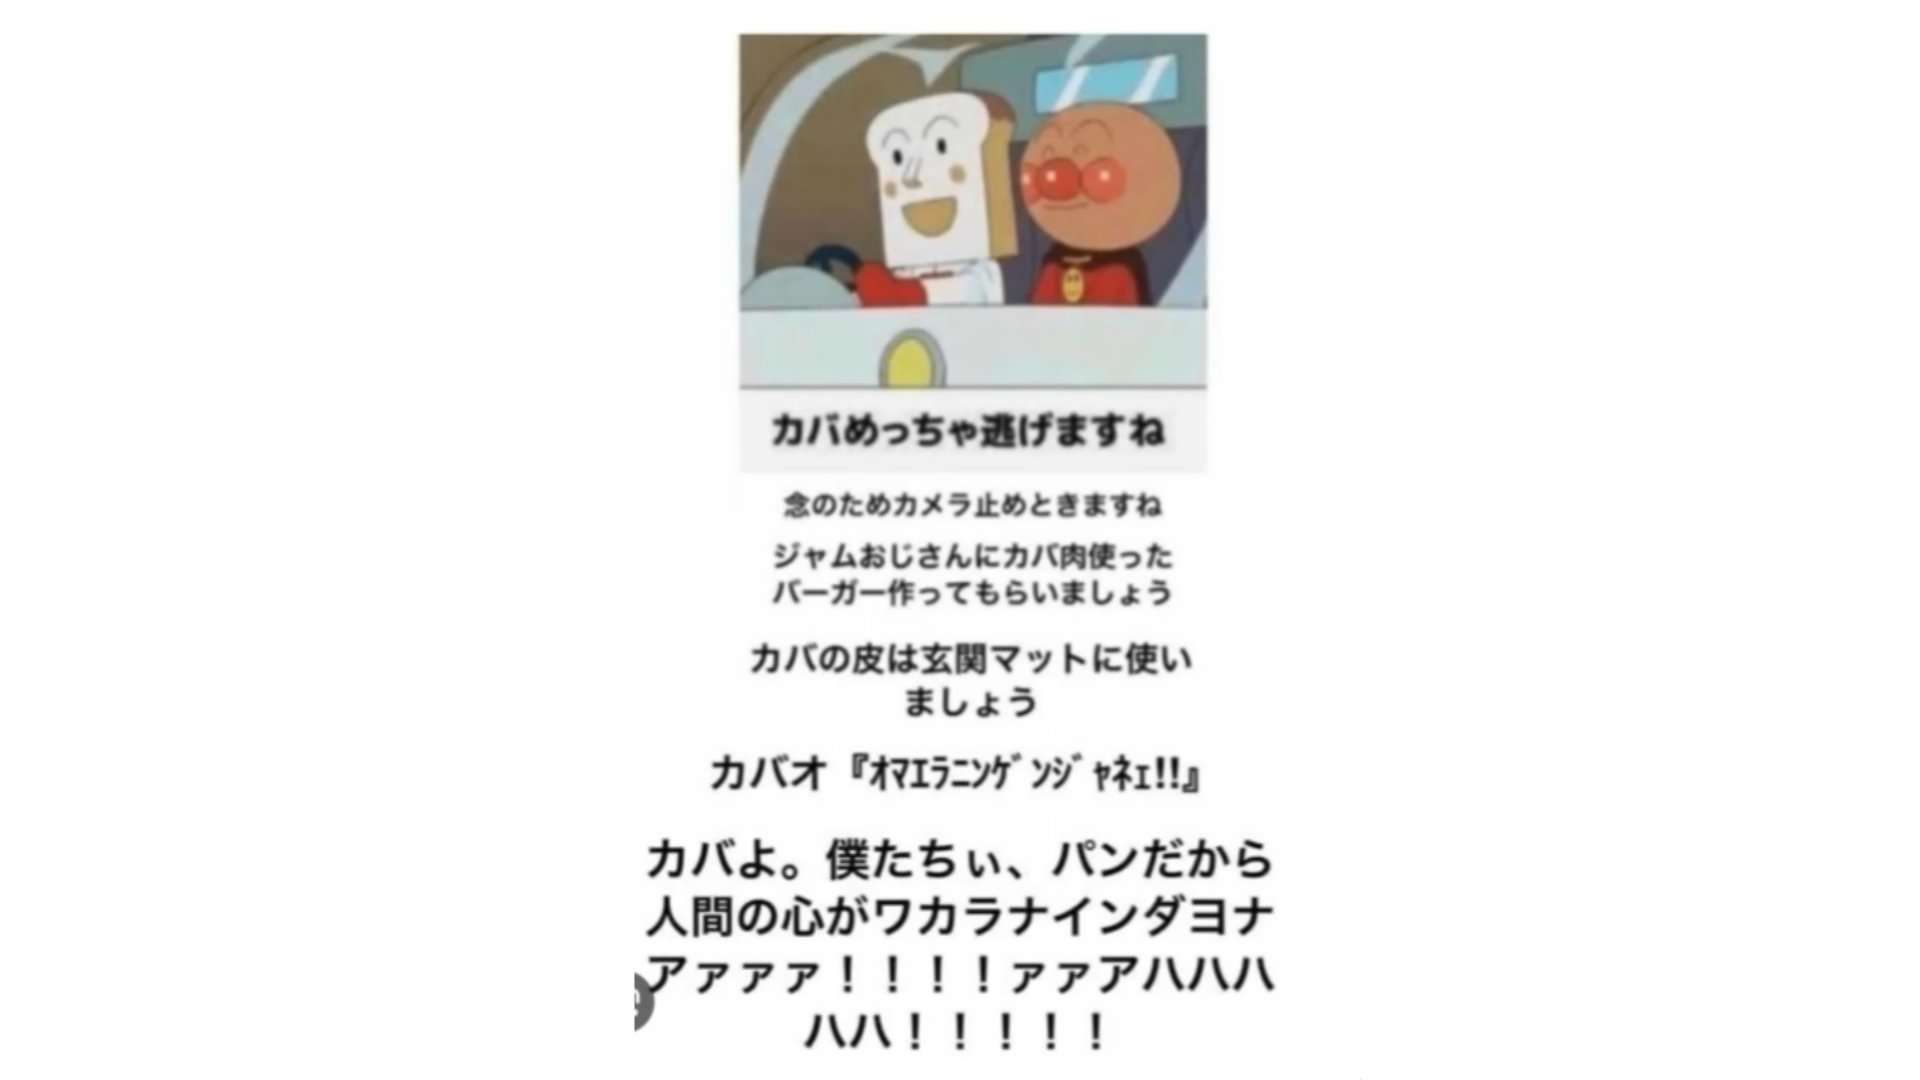 カバめっちゃ逃げますね
念のためカメラ止めときますね
ジャムおじさんにカバ肉使った
バーガー作ってもらいましょう
カバの皮は玄関マットに使い
ましょう
カバオ『ｵﾏｴﾗﾆﾝｹﾞﾝｼﾞｬﾈｪ!!』
カバよ。僕たちぃ、パンだから
人間の心がワカラナインダヨナ
アァァァ！！！！ァァアハハハ
ハハ！！！！！